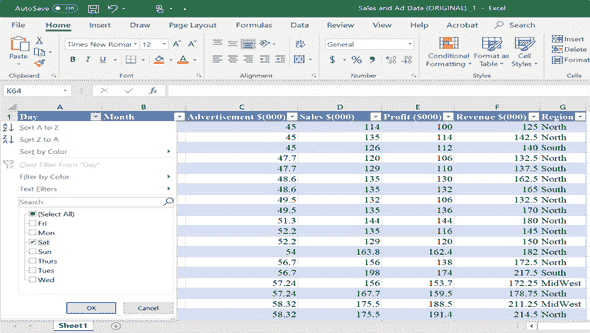 AutoSave Off Sales and Ad Data (ORIGINAL) _1 - Excel
File Home Insert Draw Page Layout Formulas Data Review View Help Acrobat Search
Paste
Times New Roman 12 A A
B I U
General
$ % 9
Conditional Formatting
Format as Table
Cell Styles
Insert
Delete
Format
Clipboard Font Alignment Number Styles Cells
K64 fx
A B C D E F G
1 Day Month Advertisement $(000) Sales $(000) Profit ($000) Revenue $(000) Region
Sort A to Z
Sort Z to A
Sort by Color
Clear Filter From "Day"
Filter by Color
Text Filters
Search
(Select All)
Fri
Mon
Sat
Sun
Thurs
Tues
Wed
OK Cancel
45 114 100 125 North
45 135 114 142.5 North
45 126 112 140 South
47.7 120 106 132.5 North
47.7 129 110 137.5 South
48.6 135 130 162.5 North
48.6 135 132 165 South
49.5 132 106 132.5 North
49.5 135 136 170 North
51.3 144 144 180 North
52.2 135 116 145 North
52.2 129 120 150 North
54 163.8 162.4 182 North
56.7 156 138 172.5 North
56.7 198 174 217.5 South
57.24 156 153.7 172.25 MidWest
57.24 167.7 159.5 178.75 North
58.32 175.5 188.5 211.25 MidWest
58.32 175.5 191.4 214.5 North
Sheet1